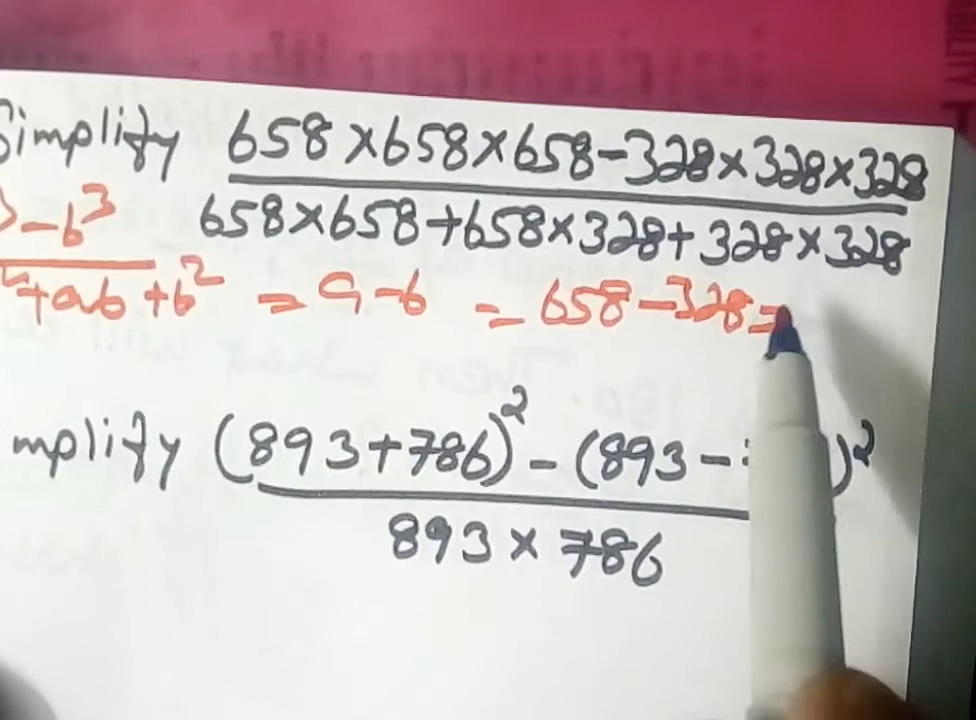 Simplify 658×658×658-328×328×328
658×658+658×328+328×328
-b³
+ab+b² = a-b = 658-328=
mplify (893+786)² - (893- )²
893×786